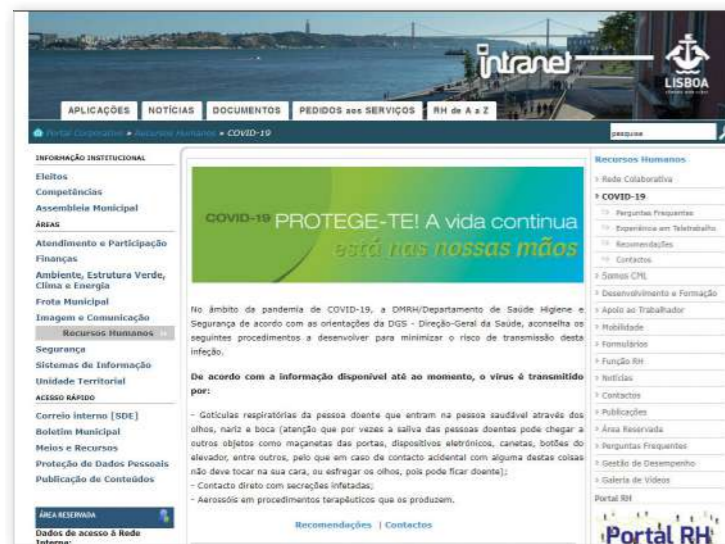 intranet
LISBOA
APLICAÇÕES
NOTÍCIAS
DOCUMENTOS
PEDIDOS aos SERVIÇOS
RH de A a Z
Portal Corporativo » Recursos Humanos » COVID-19
pesquisa
INFORMAÇÃO INSTITUCIONAL
Eleitos
Competências
Assembleia Municipal
ÁREAS
Atendimento e Participação
Finanças
Ambiente, Estrutura Verde,
Clima e Energia
Frota Municipal
Imagem e Comunicação
Recursos Humanos
Segurança
Sistemas de Informação
Unidade Territorial
ACESSO RÁPIDO
Correio interno [SDE]
Boletim Municipal
Meios e Recursos
Proteção de Dados Pessoais
Publicação de Conteúdos
ÁREA RESERVADA
Dados de acesso à Rede
Interna:
COVID-19 PROTEGE-TE! A vida continua
está nas nossas mãos
No âmbito da pandemia de COVID-19, a DMRH/Departamento de Saúde Higiene e
Segurança de acordo com as orientações da DGS - Direção-Geral da Saúde, aconselha os
seguintes procedimentos a desenvolver para minimizar o risco de transmissão desta
infeção.
De acordo com a informação disponível até ao momento, o vírus é transmitido
por:
- Gotículas respiratórias da pessoa doente que entram na pessoa saudável através dos
olhos, nariz e boca (atenção que por vezes a saliva das pessoas doentes pode chegar a
outros objetos como maçanetas das portas, dispositivos eletrónicos, canetas, botões do
elevador, entre outros, pelo que em caso de contacto acidental com alguma destas coisas
não deve tocar na sua cara, ou esfregar os olhos, pois pode ficar doente);
- Contacto direto com secreções infetadas;
- Aerossóis em procedimentos terapêuticos que os produzem.
Recomendações | Contactos
Recursos Humanos
» Rede Colaborativa
» COVID-19
Perguntas Frequentes
Experiência em Teletrabalho
Recomendações
Contactos
» Somos CML
» Desenvolvimento e Formação
» Apoio ao Trabalhador
» Mobilidade
» Formulários
» Função RH
» Notícias
» Contactos
» Publicações
» Área Reservada
» Perguntas Frequentes
» Gestão de Desempenho
» Galeria de Vídeos
Portal RH
Portal RH